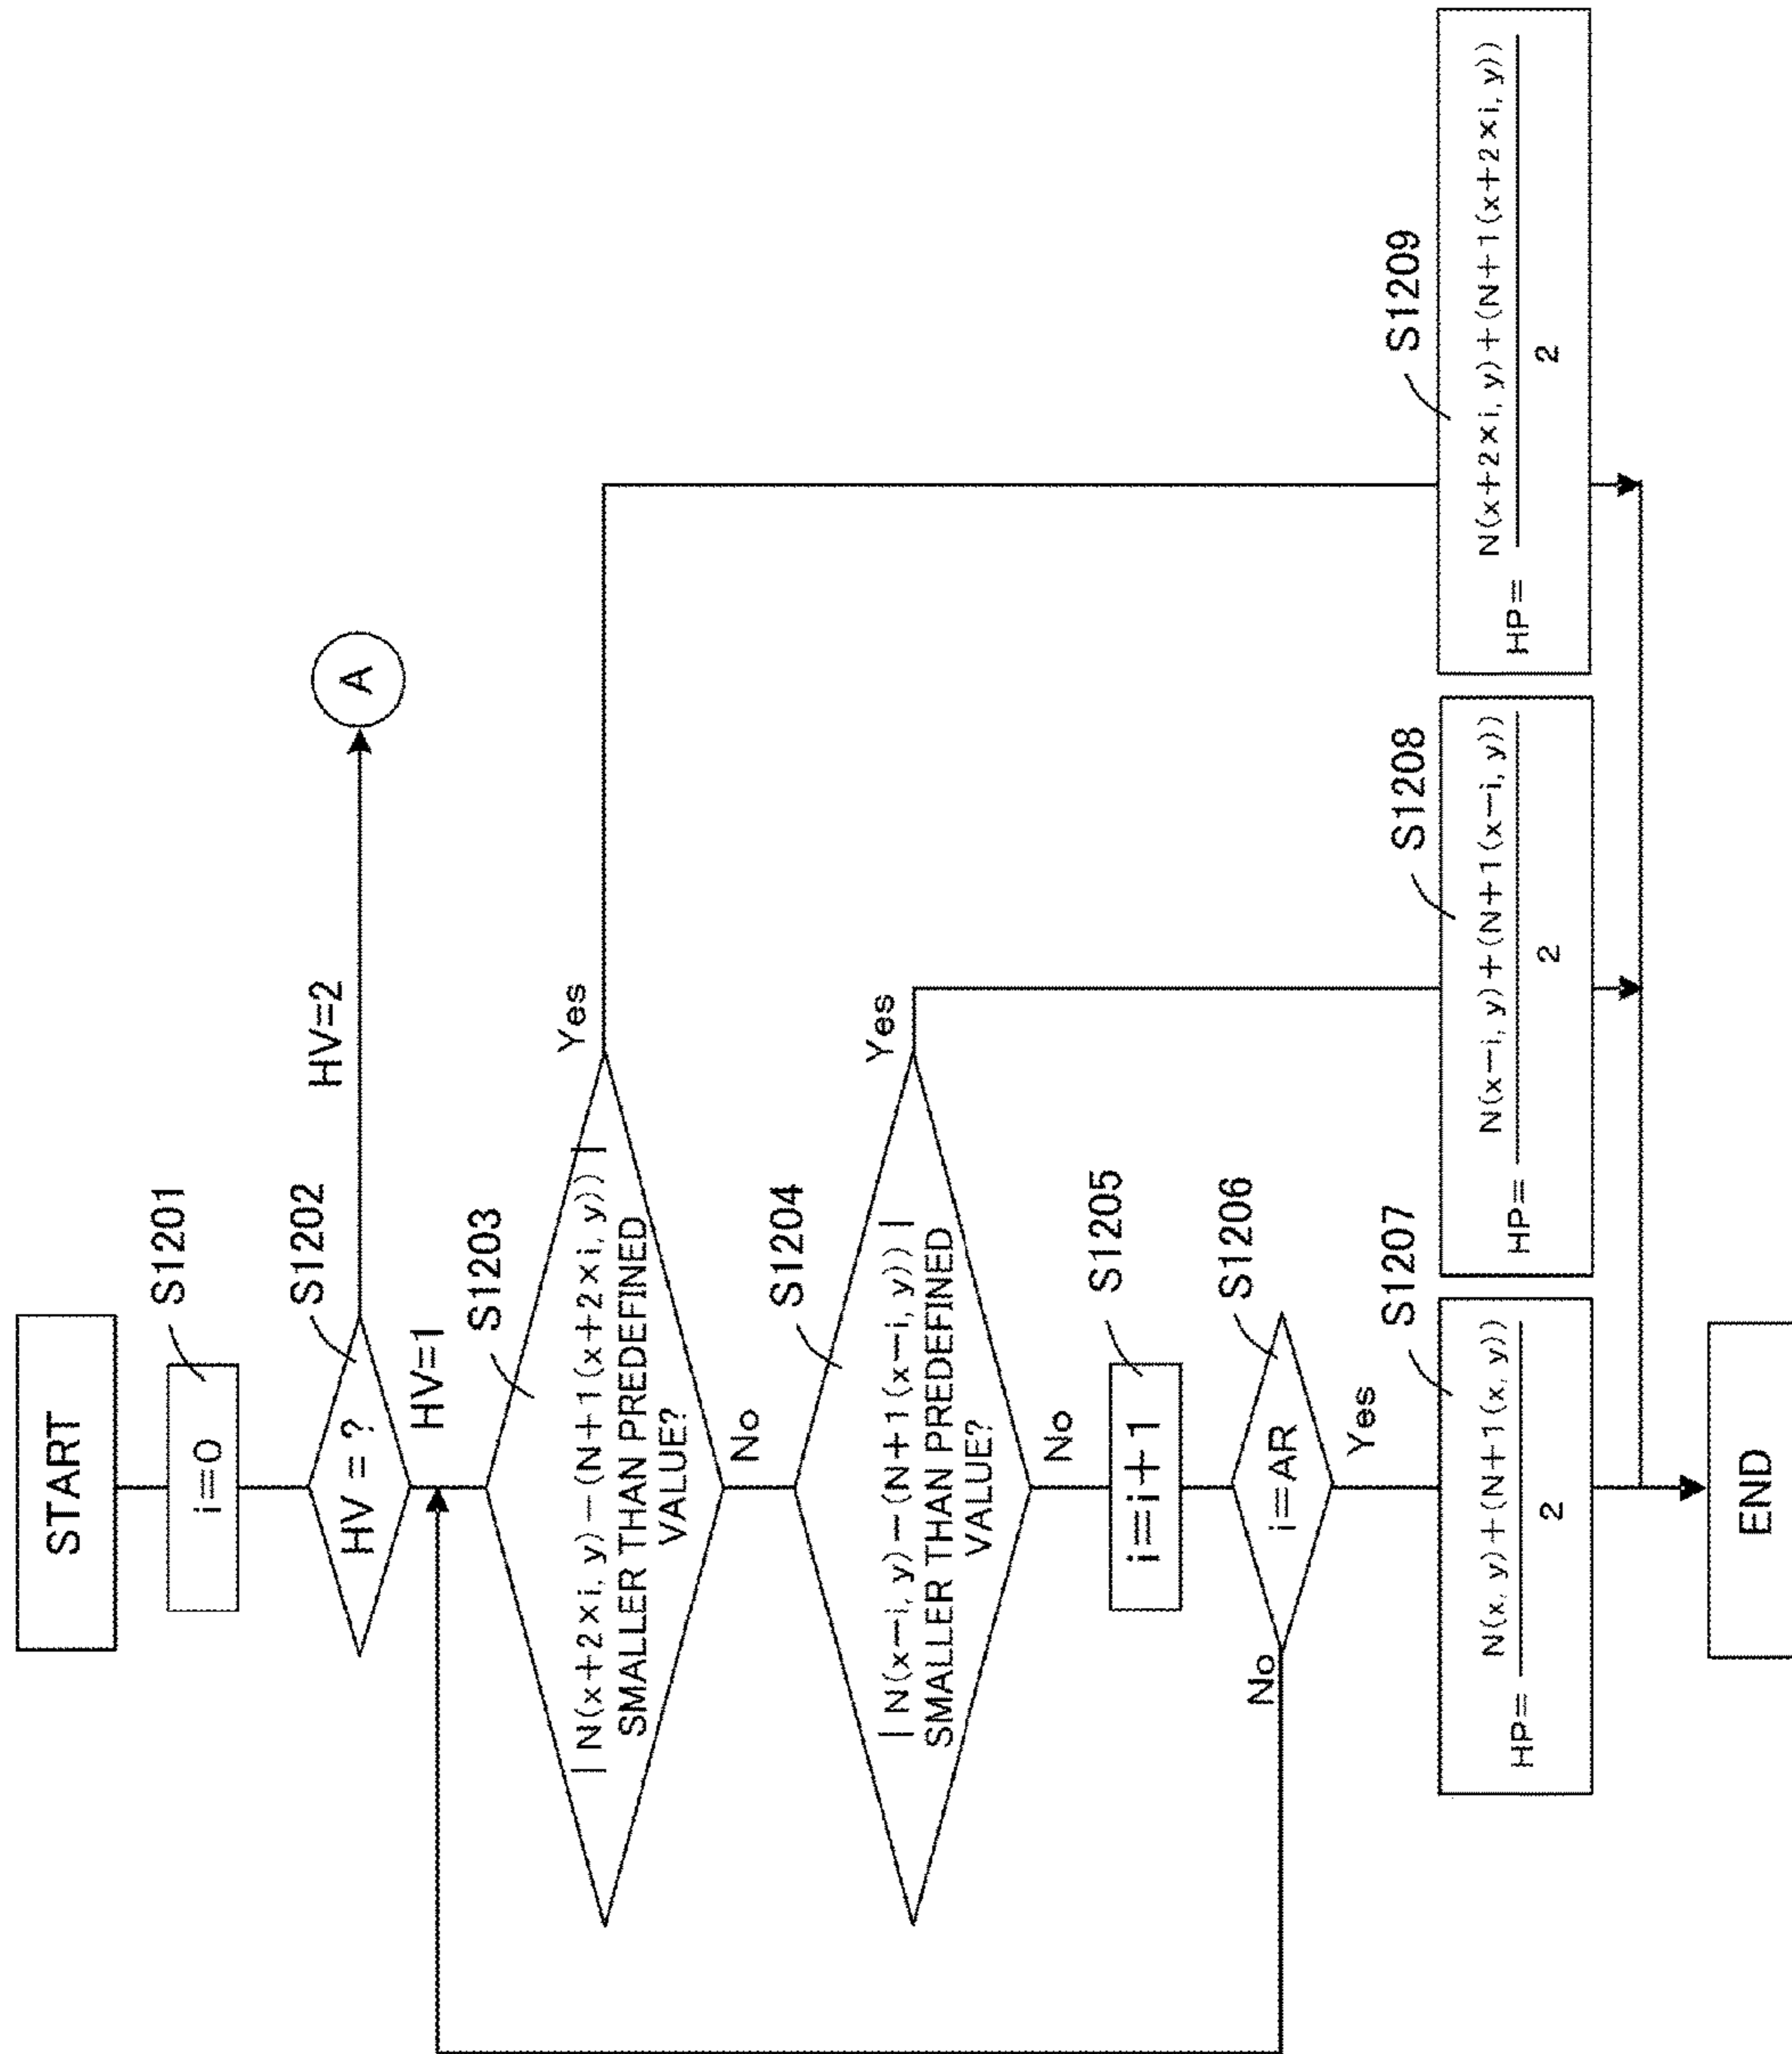 START
S1201
i=0
S1202
HV = ?
HV=2
A
HV=1
S1203
| N(x+2×i, y)-(N+1(x+2×i, y)) |
SMALLER THAN PREDEFINED
VALUE?
Yes
No
S1204
| N(x-i, y)-(N+1(x-i, y)) |
SMALLER THAN PREDEFINED
VALUE?
Yes
No
S1205
i=i+1
S1206
i=AR
No
Yes
S1207
N(x, y)+(N+1(x, y))
HP=
2
S1208
N(x-i, y)+(N+1(x-i, y))
HP=
2
S1209
N(x+2×i, y)+(N+1(x+2×i, y))
HP=
2
END